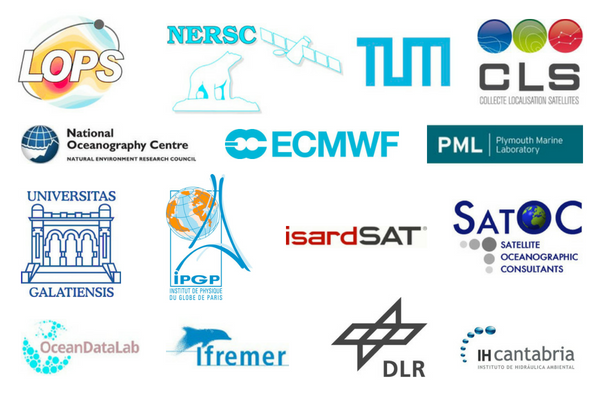 LOPS
NERSC
TUM
CLS
COLLECTE LOCALISATION SATELLITES
National
Oceanography Centre
NATURAL ENVIRONMENT RESEARCH COUNCIL
ECMWF
PML
Plymouth Marine
Laboratory
UNIVERSITAS
GALATIENSIS
IPGP
INSTITUT DE PHYSIQUE
DU GLOBE DE PARIS
isardSAT®
SATOC
SATELLITE
OCEANOGRAPHIC
CONSULTANTS
OceanDataLab
Ifremer
DLR
IHcantabria
INSTITUTO DE HIDRÁULICA AMBIENTAL